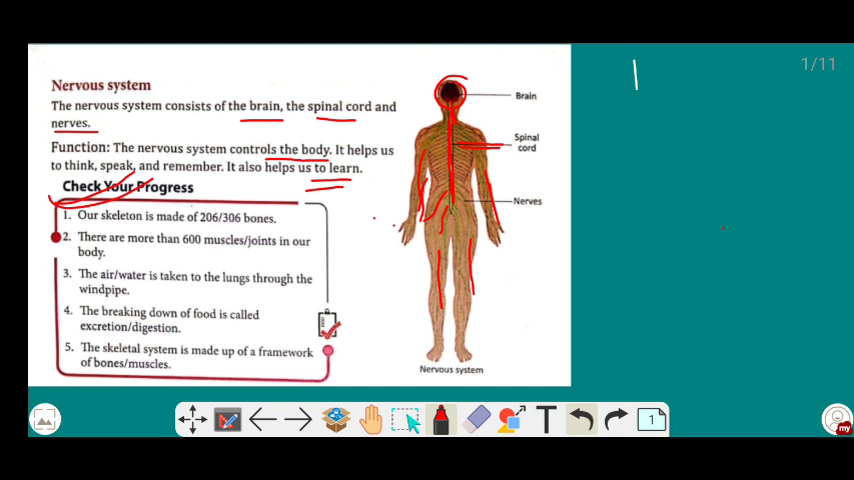 Nervous system
The nervous system consists of the brain, the spinal cord and
nerves.
Function: The nervous system controls the body. It helps us
to think, speak, and remember. It also helps us to learn.
Check Your Progress
1. Our skeleton is made of 206/306 bones.
2. There are more than 600 muscles/joints in our
body.
3. The air/water is taken to the lungs through the
windpipe.
4. The breaking down of food is called
excretion/digestion.
5. The skeletal system is made up of a framework
of bones/muscles.
Brain
Spinal
cord
Nerves
Nervous system
1/11
T
1
my